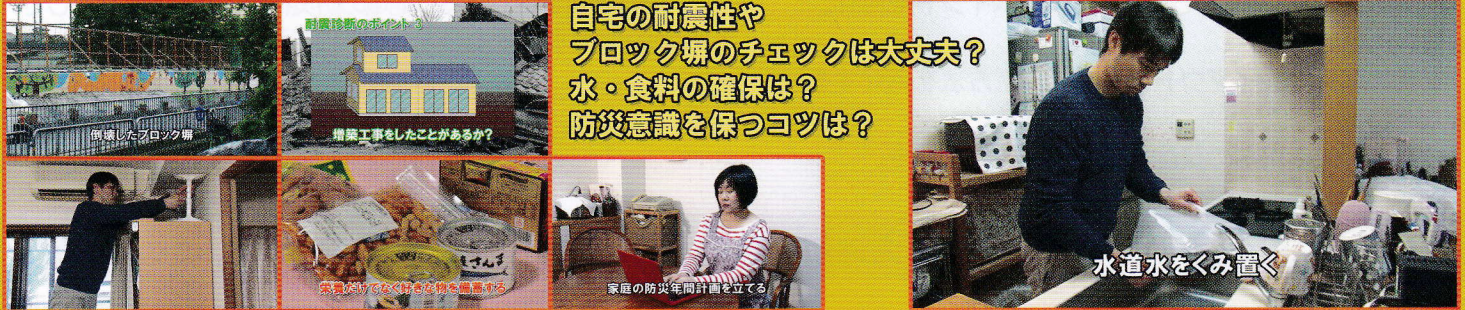 倒壊したブロック塀
耐震診断のポイント 3
増築工事をしたことがあるか?
自宅の耐震性や
ブロック塀のチェックは大丈夫?
水・食料の確保は?
防災意識を保つコツは?
栄養だけでなく好きな物を備蓄する
さんま
家庭の防災年間計画を立てる
水道水をくみ置く